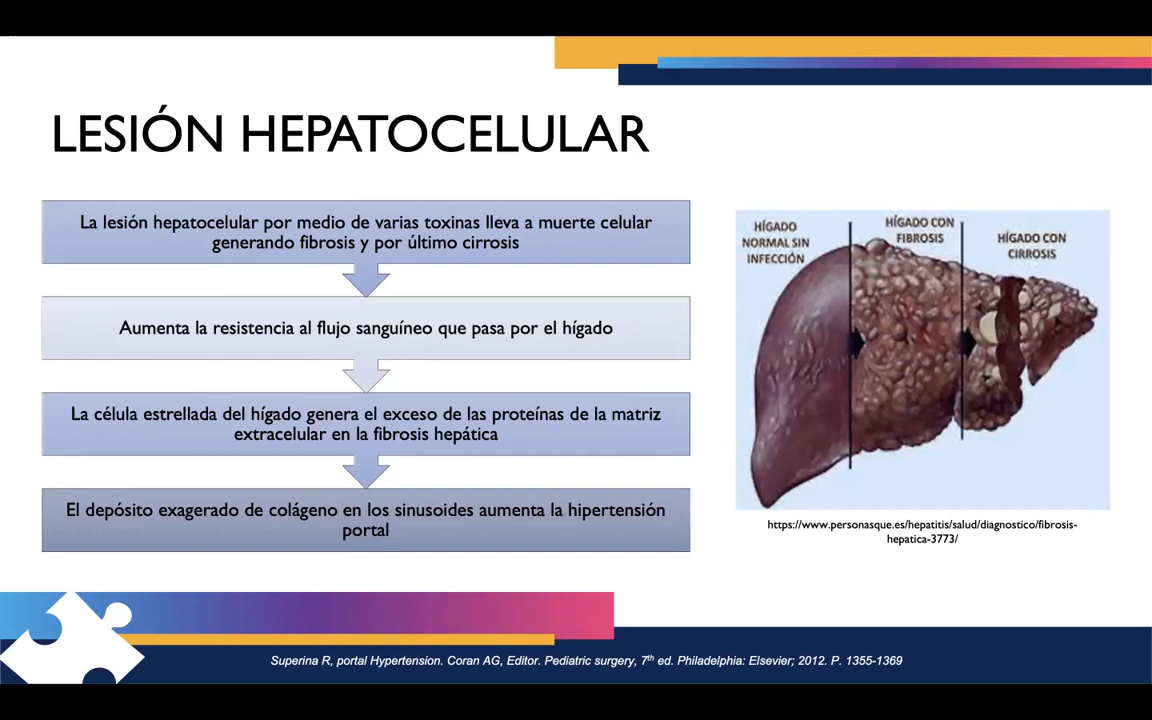 LESIÓN HEPATOCELULAR
La lesión hepatocelular por medio de varias toxinas lleva a muerte celular
generando fibrosis y por último cirrosis
Aumenta la resistencia al flujo sanguíneo que pasa por el hígado
La célula estrellada del hígado genera el exceso de las proteínas de la matriz
extracelular en la fibrosis hepática
El depósito exagerado de colágeno en los sinusoides aumenta la hipertensión
portal
HÍGADO
NORMAL SIN
INFECCIÓN
HÍGADO CON
FIBROSIS
HÍGADO CON
CIRROSIS
https://www.personasque.es/hepatitis/salud/diagnostico/fibrosis-
hepatica-3773/
Superina R, portal Hypertension. Coran AG, Editor. Pediatric surgery, 7th ed. Philadelphia: Elsevier; 2012. P. 1355-1369